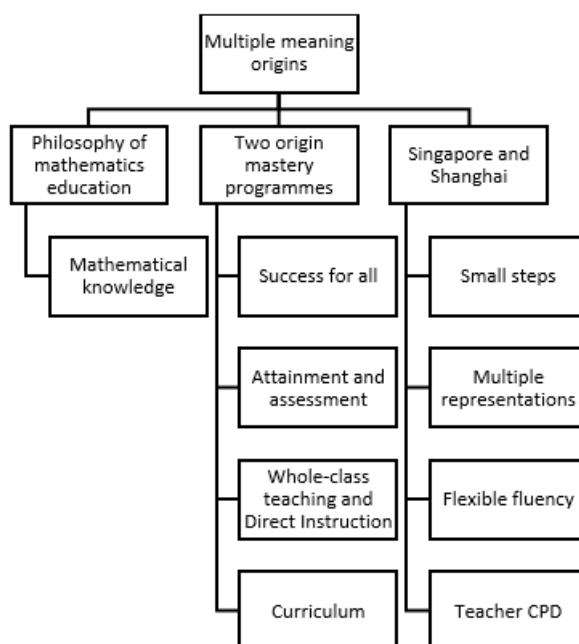 Multiple meaning
origins
Philosophy of
mathematics
education
Two origin
mastery
programmes
Singapore and
Shanghai
Mathematical
knowledge
Success for all
Small steps
Attainment and
assessment
Multiple
representations
Whole-class
teaching and
Direct Instruction
Flexible fluency
Curriculum
Teacher CPD